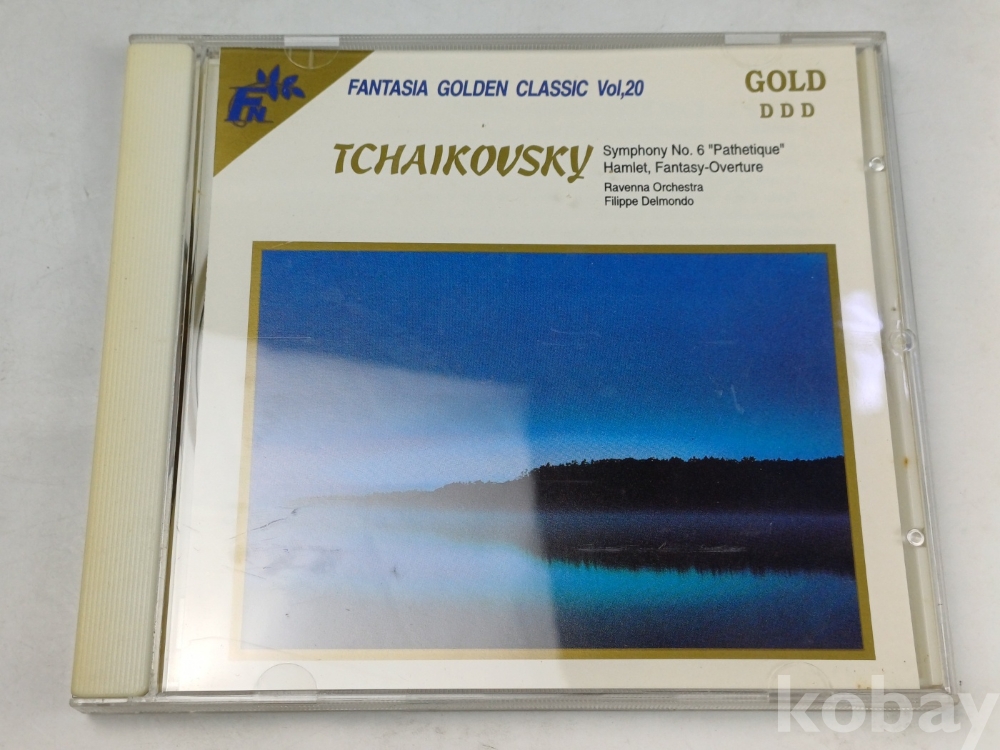 FN
FANTASIA GOLDEN CLASSIC Vol,20
GOLD
D D D
TCHAIKOVSKY
Symphony No. 6 "Pathetique"
Hamlet, Fantasy-Overture
Ravenna Orchestra
Filippe Delmondo
kobay